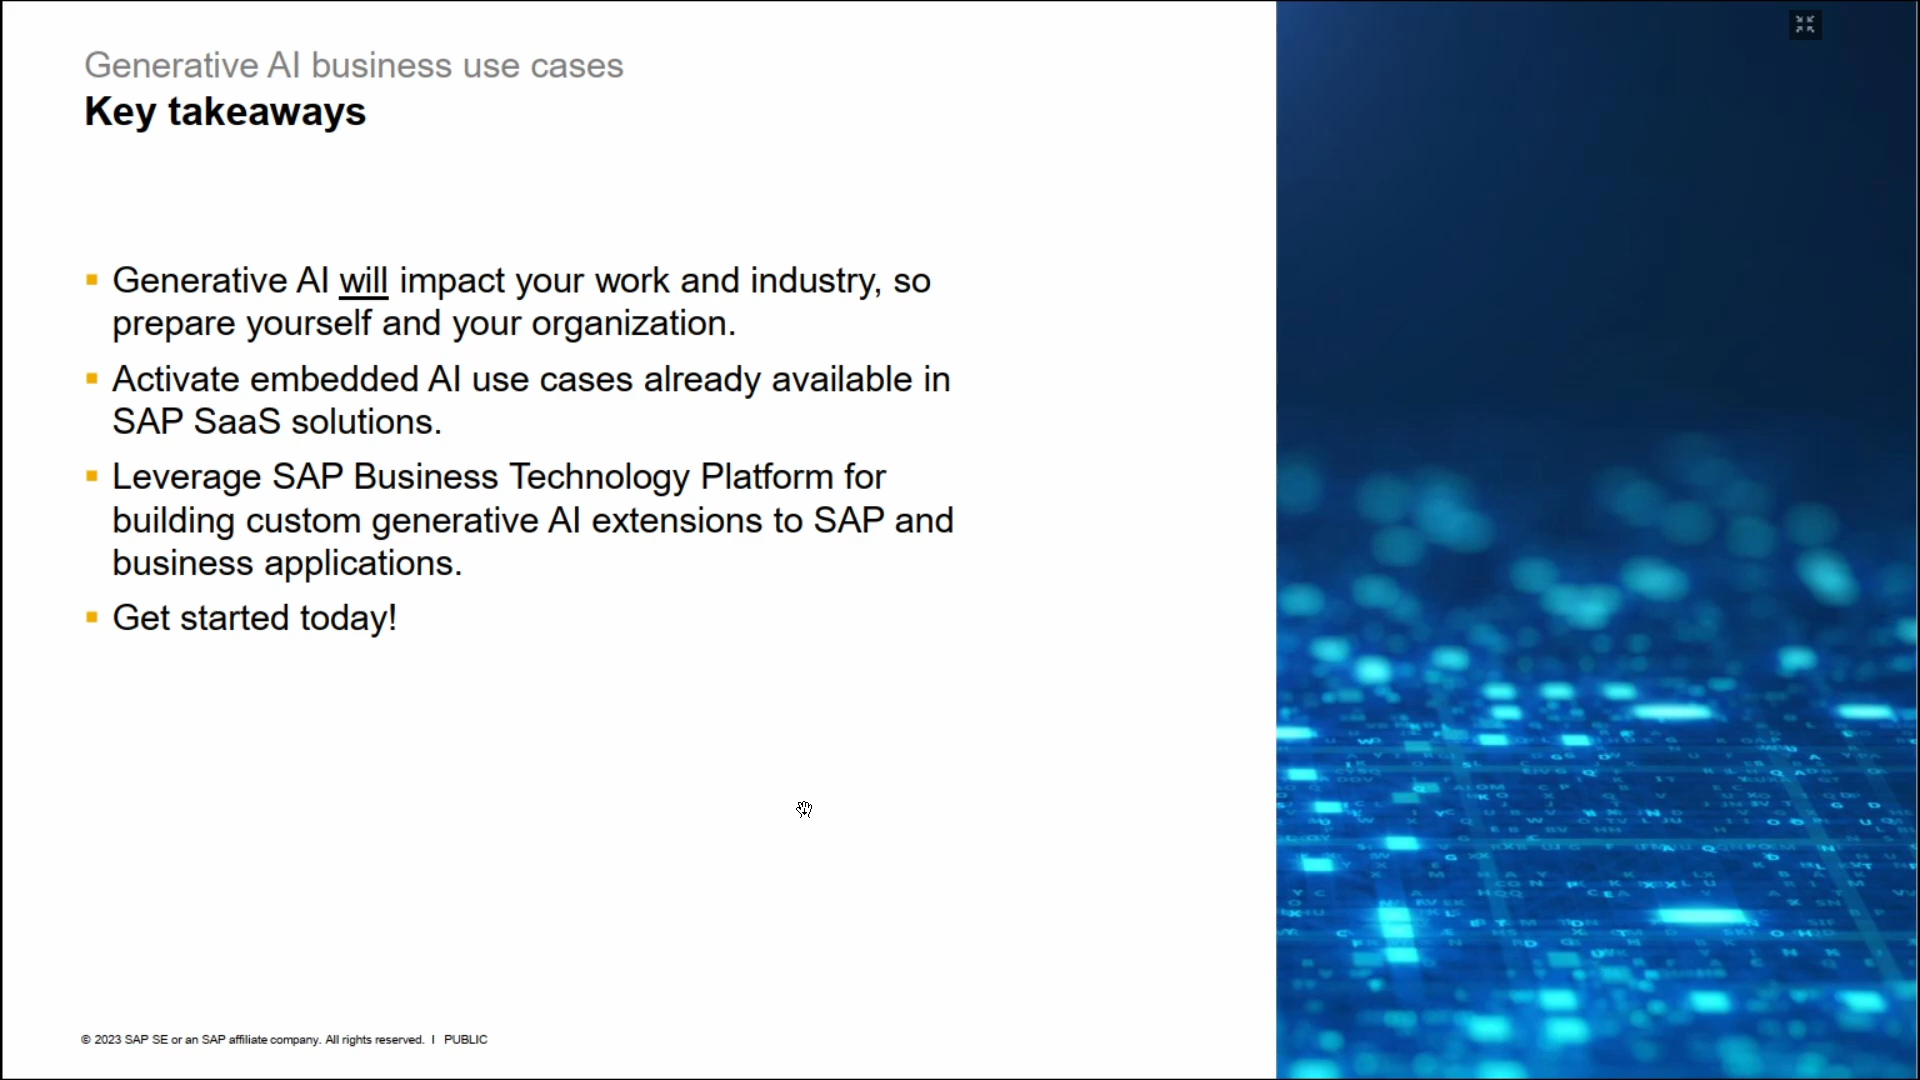 Generative AI business use cases
Key takeaways
Generative AI will impact your work and industry, so
prepare yourself and your organization.
Activate embedded AI use cases already available in
SAP SaaS solutions.
Leverage SAP Business Technology Platform for
building custom generative AI extensions to SAP and
business applications.
Get started today!
© 2023 SAP SE or an SAP affiliate company. All rights reserved. I PUBLIC